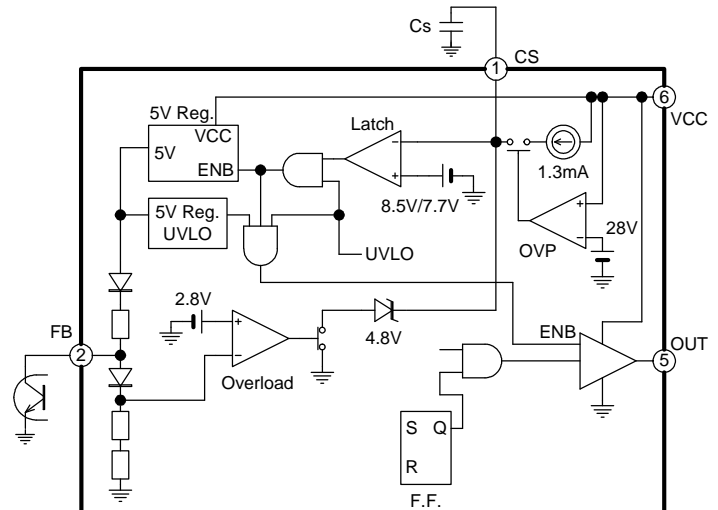 Cs
1
CS
6
VCC
5V Reg.
VCC
5V
ENB
Latch
1.3mA
8.5V/7.7V
5V Reg.
UVLO
28V
OVP
UVLO
2.8V
4.8V
FB
2
Overload
ENB
OUT
5
S Q
R
F.F.
+
−
+
−
−
+